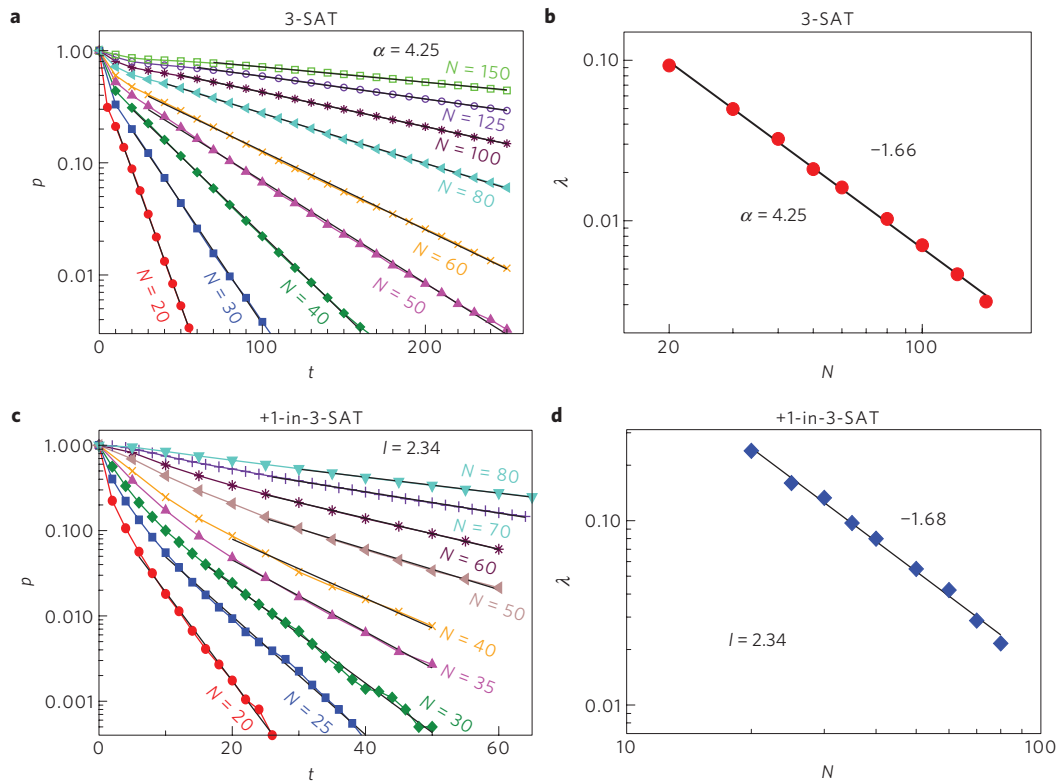 a
3-SAT
1.00
0.10
0.01
p
0
100
200
t
α = 4.25
N = 150
N = 125
N = 100
N = 80
N = 60
N = 50
N = 40
N = 30
N = 20
b
3-SAT
0.10
0.01
λ
20
100
N
−1.66
α = 4.25
c
+1-in-3-SAT
1.000
0.100
0.010
0.001
p
0
20
40
60
t
l = 2.34
N = 80
N = 70
N = 60
N = 50
N = 40
N = 35
N = 30
N = 25
N = 20
d
+1-in-3-SAT
0.10
0.01
λ
10
100
N
−1.68
l = 2.34